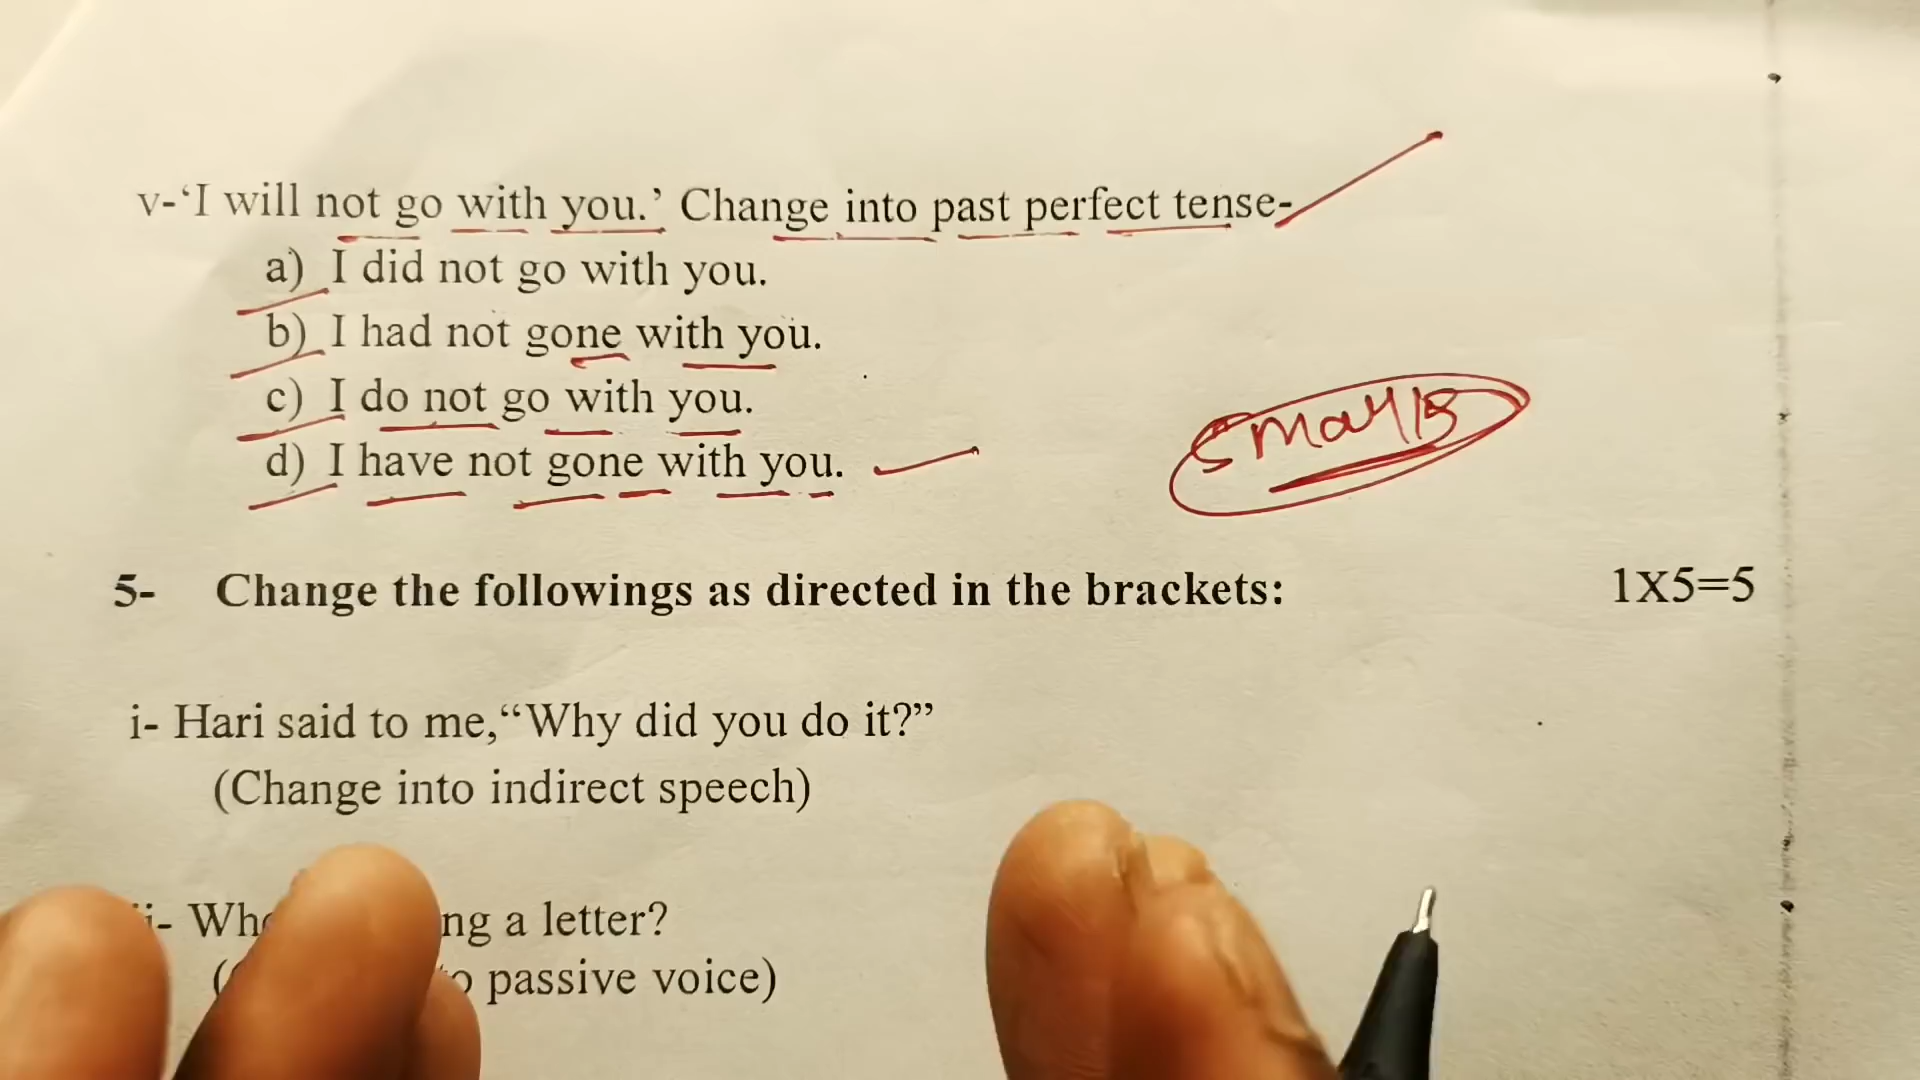 v-‘I will not go with you.’ Change into past perfect tense-
a) I did not go with you.
b) I had not gone with you.
c) I do not go with you.
d) I have not gone with you.
5- Change the followings as directed in the brackets: 1X5=5
i- Hari said to me,“Why did you do it?”
(Change into indirect speech)
a letter?
passive voice)